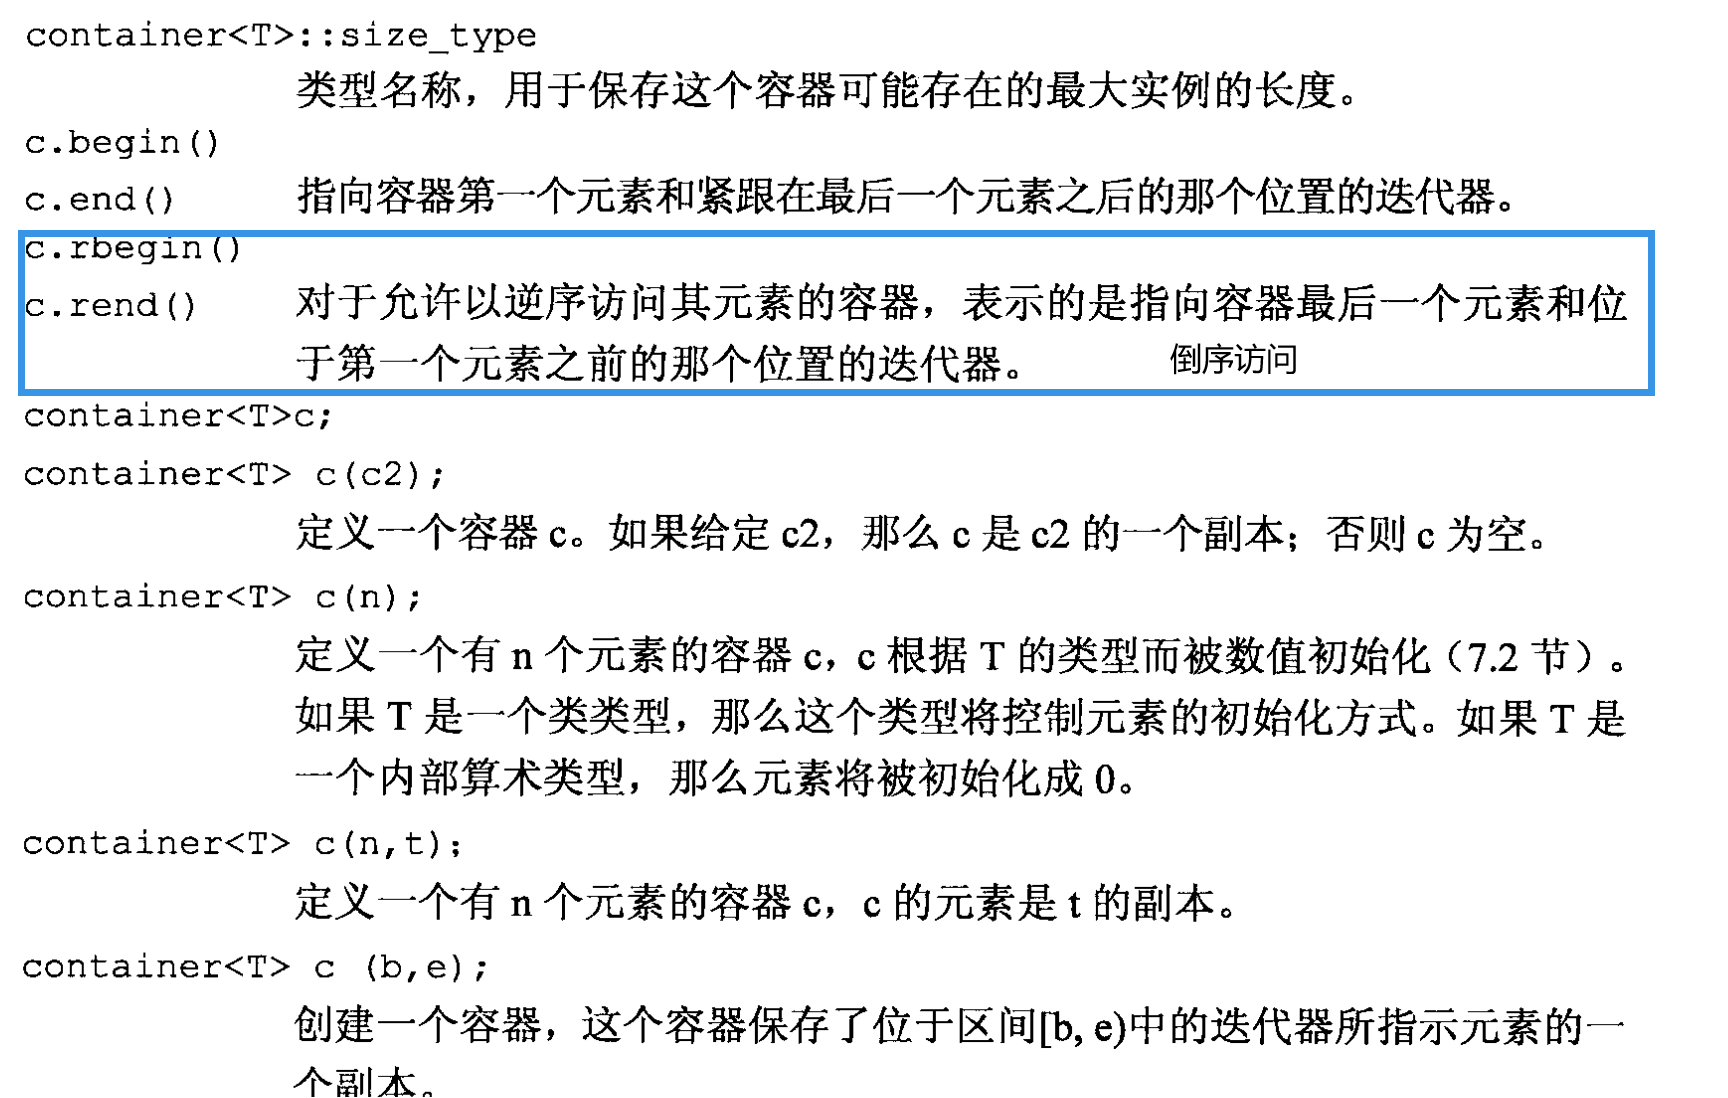 container<T>::size_type
类型名称，用于保存这个容器可能存在的最大实例的长度。
c.begin()
c.end() 指向容器第一个元素和紧跟在最后一个元素之后的那个位置的迭代器。
c.rbegin()
c.rend() 对于允许以逆序访问其元素的容器，表示的是指向容器最后一个元素和位
于第一个元素之前的那个位置的迭代器。 倒序访问
container<T>c;
container<T> c(c2);
定义一个容器 c。如果给定 c2，那么 c 是 c2 的一个副本；否则 c 为空。
container<T> c(n);
定义一个有 n 个元素的容器 c，c 根据 T 的类型而被数值初始化（7.2 节）。
如果 T 是一个类类型，那么这个类型将控制元素的初始化方式。如果 T 是
一个内部算术类型，那么元素将被初始化成 0。
container<T> c(n,t);
定义一个有 n 个元素的容器 c，c 的元素是 t 的副本。
container<T> c (b,e);
创建一个容器，这个容器保存了位于区间[b, e)中的迭代器所指示元素的一
个副本。